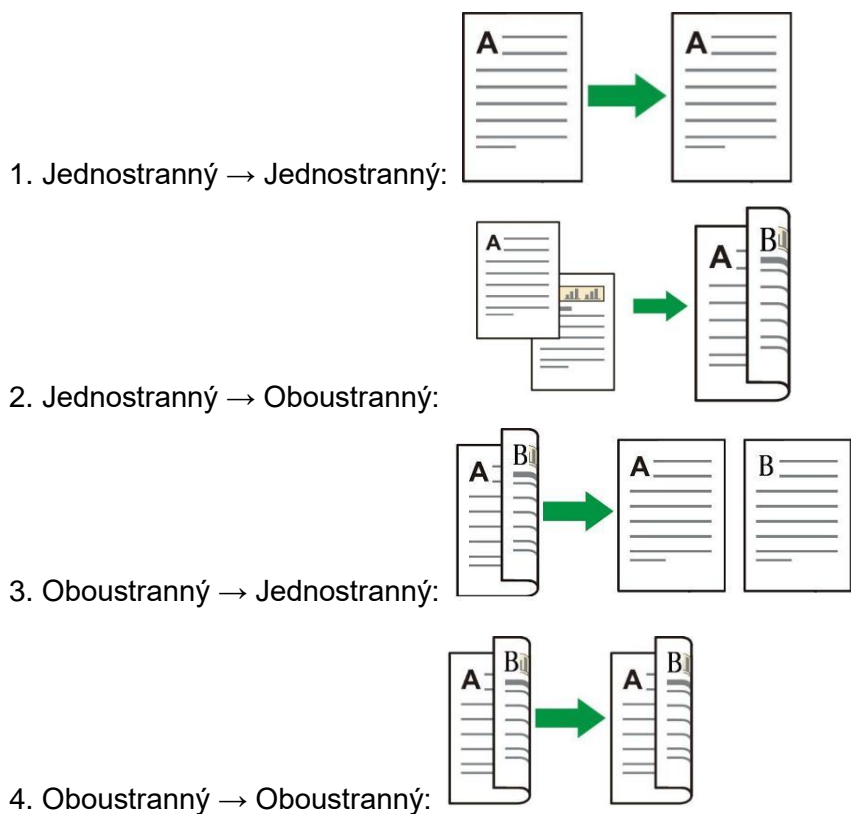 A A
1. Jednostranný → Jednostranný:
A A B
2. Jednostranný → Oboustranný:
A B A B
3. Oboustranný → Jednostranný:
A B A B
4. Oboustranný → Oboustranný: